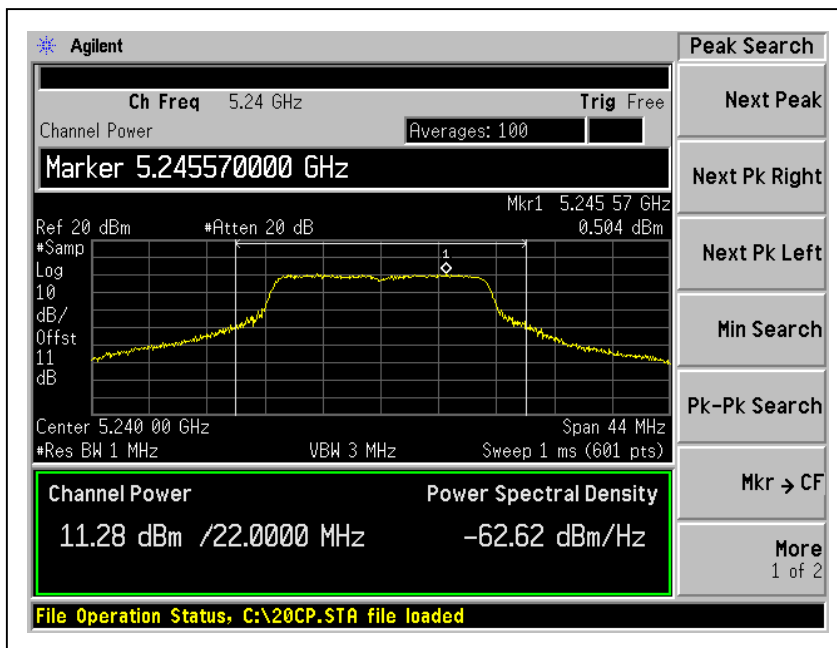 Agilent
Peak Search
Ch Freq 5.24 GHz
Trig Free
Channel Power
Averages: 100
Marker 5.245570000 GHz
Mkr1 5.245 57 GHz
Ref 20 dBm #Atten 20 dB 0.504 dBm
#Samp
Log
10
dB/
Offst
11
dB
1
Center 5.240 00 GHz
Span 44 MHz
#Res BW 1 MHz
VBW 3 MHz
Sweep 1 ms (601 pts)
Channel Power
Power Spectral Density
11.28 dBm /22.0000 MHz
-62.62 dBm/Hz
File Operation Status, C:\20CP.STA file loaded
Next Peak
Next Pk Right
Next Pk Left
Min Search
Pk-Pk Search
Mkr → CF
More
1 of 2